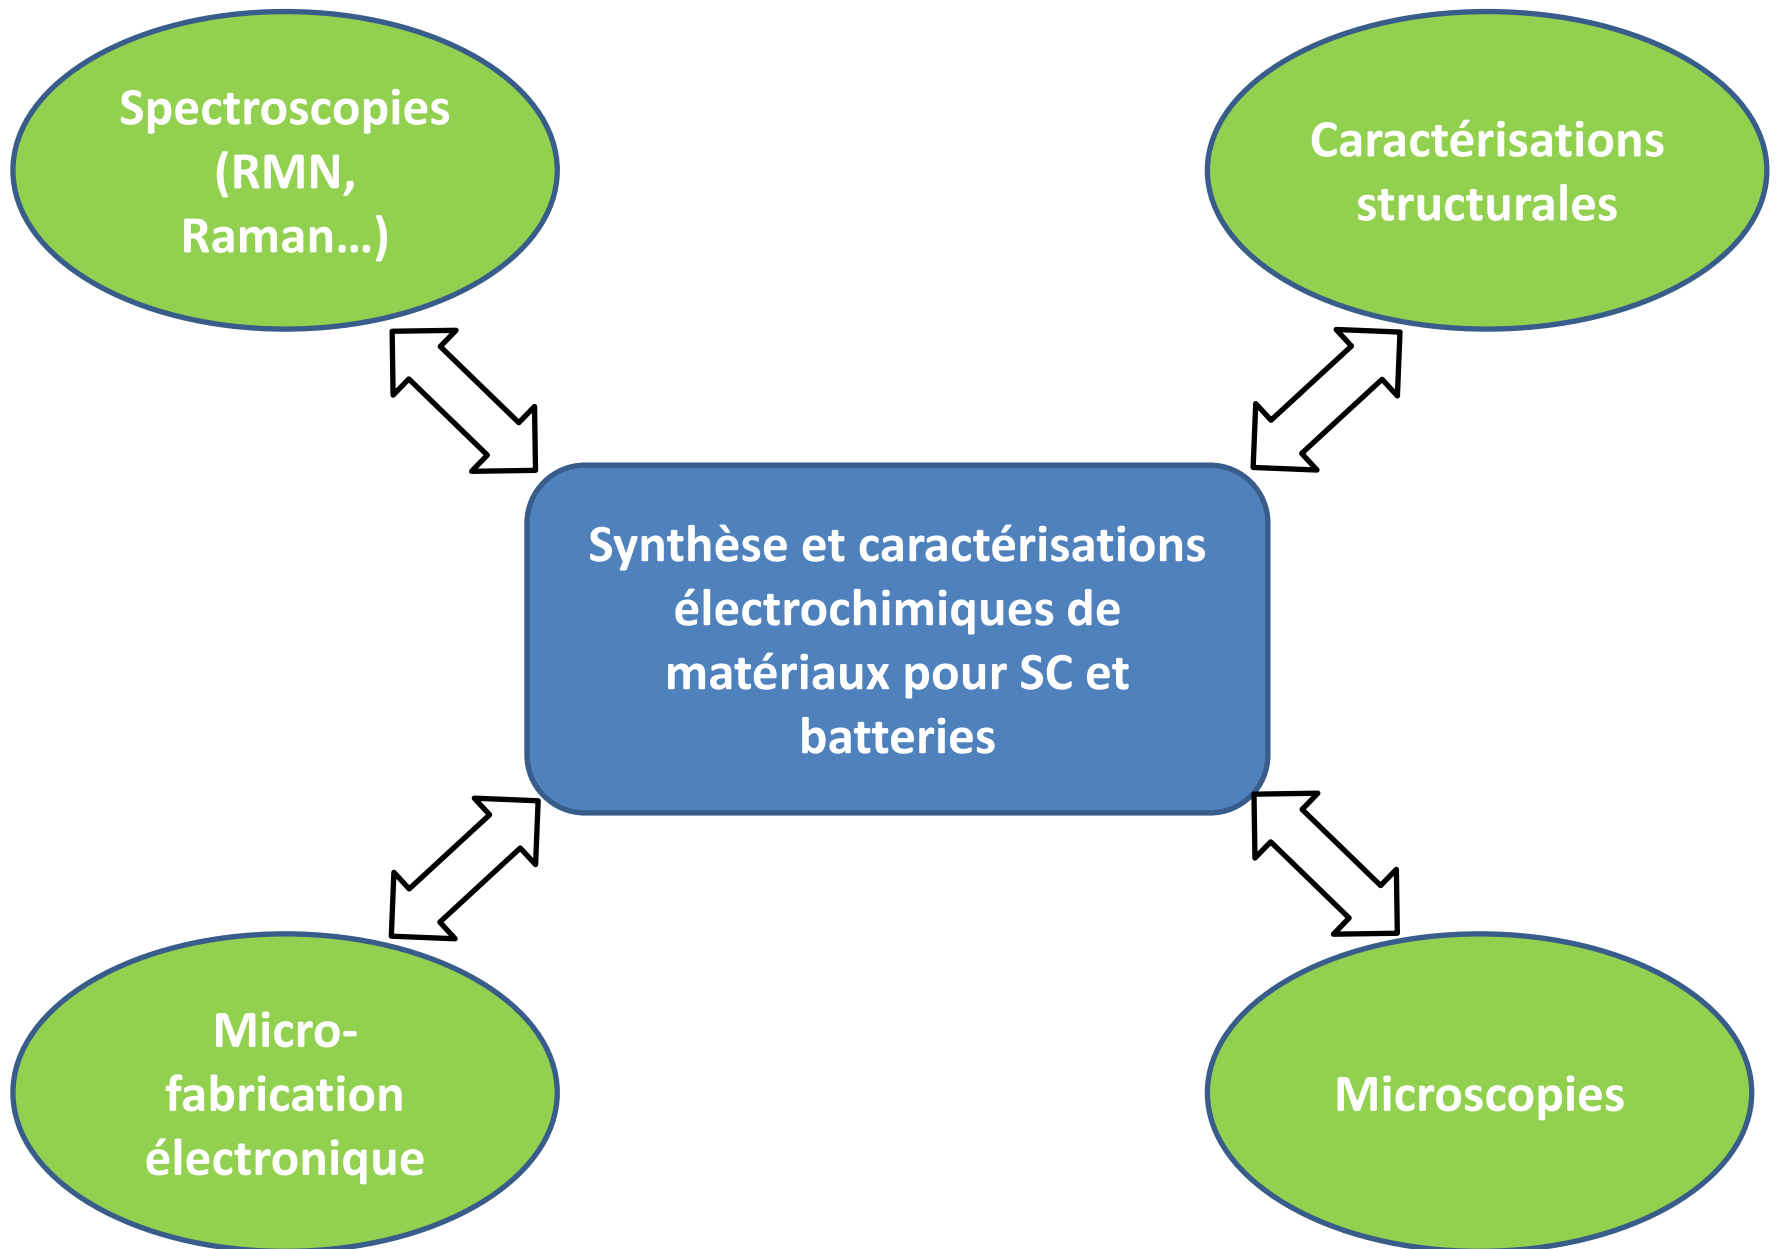 Spectroscopies
(RMN,
Raman...)
Caractérisations
structurales
Synthèse et caractérisations
électrochimiques de
matériaux pour SC et
batteries
Micro-
fabrication
électronique
Microscopies